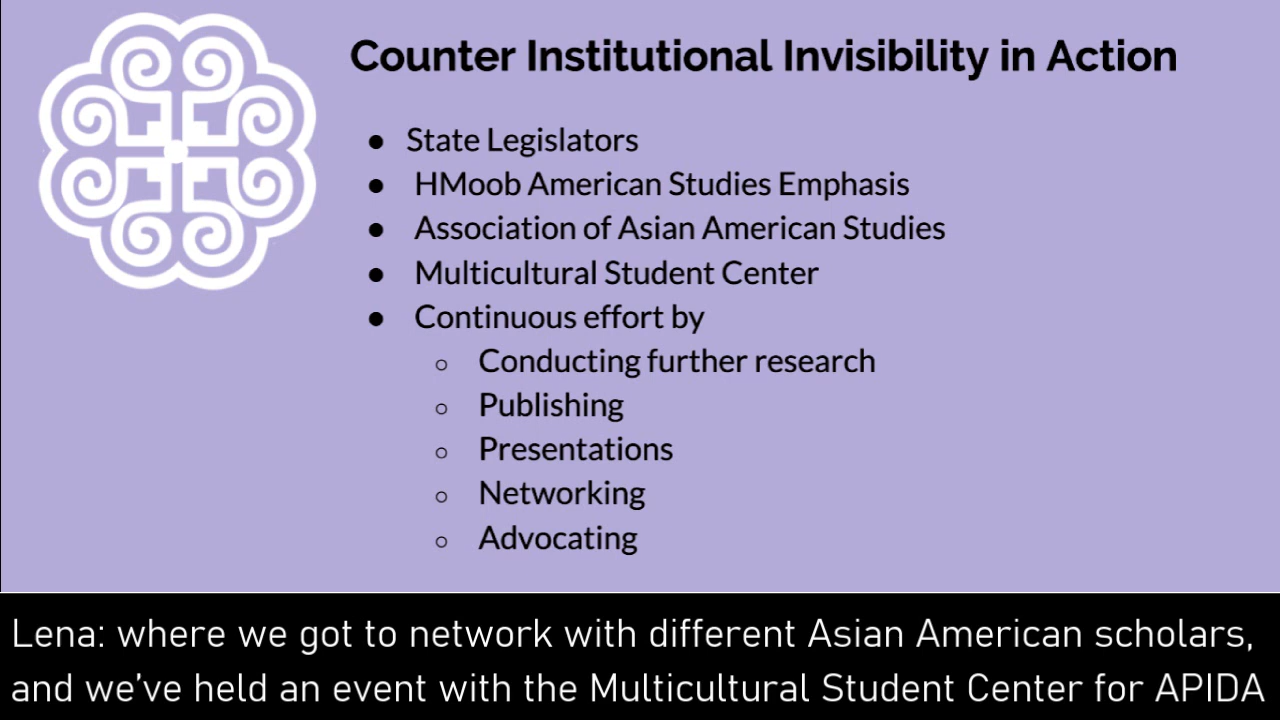 Counter Institutional Invisibility in Action
● State Legislators
● HMoob American Studies Emphasis
● Association of Asian American Studies
● Multicultural Student Center
● Continuous effort by
○ Conducting further research
○ Publishing
○ Presentations
○ Networking
○ Advocating
Lena: where we got to network with different Asian American scholars,
and we’ve held an event with the Multicultural Student Center for APIDA